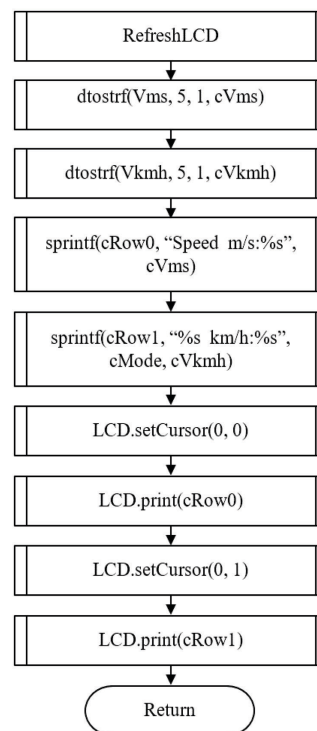 RefreshLCD
dtostrf(Vms, 5, 1, cVms)
dtostrf(Vkmh, 5, 1, cVkmh)
sprintf(cRow0, “Speed  m/s:%s”,
cVms)
sprintf(cRow1, “%s  km/h:%s”,
cMode, cVkmh)
LCD.setCursor(0, 0)
LCD.print(cRow0)
LCD.setCursor(0, 1)
LCD.print(cRow1)
Return